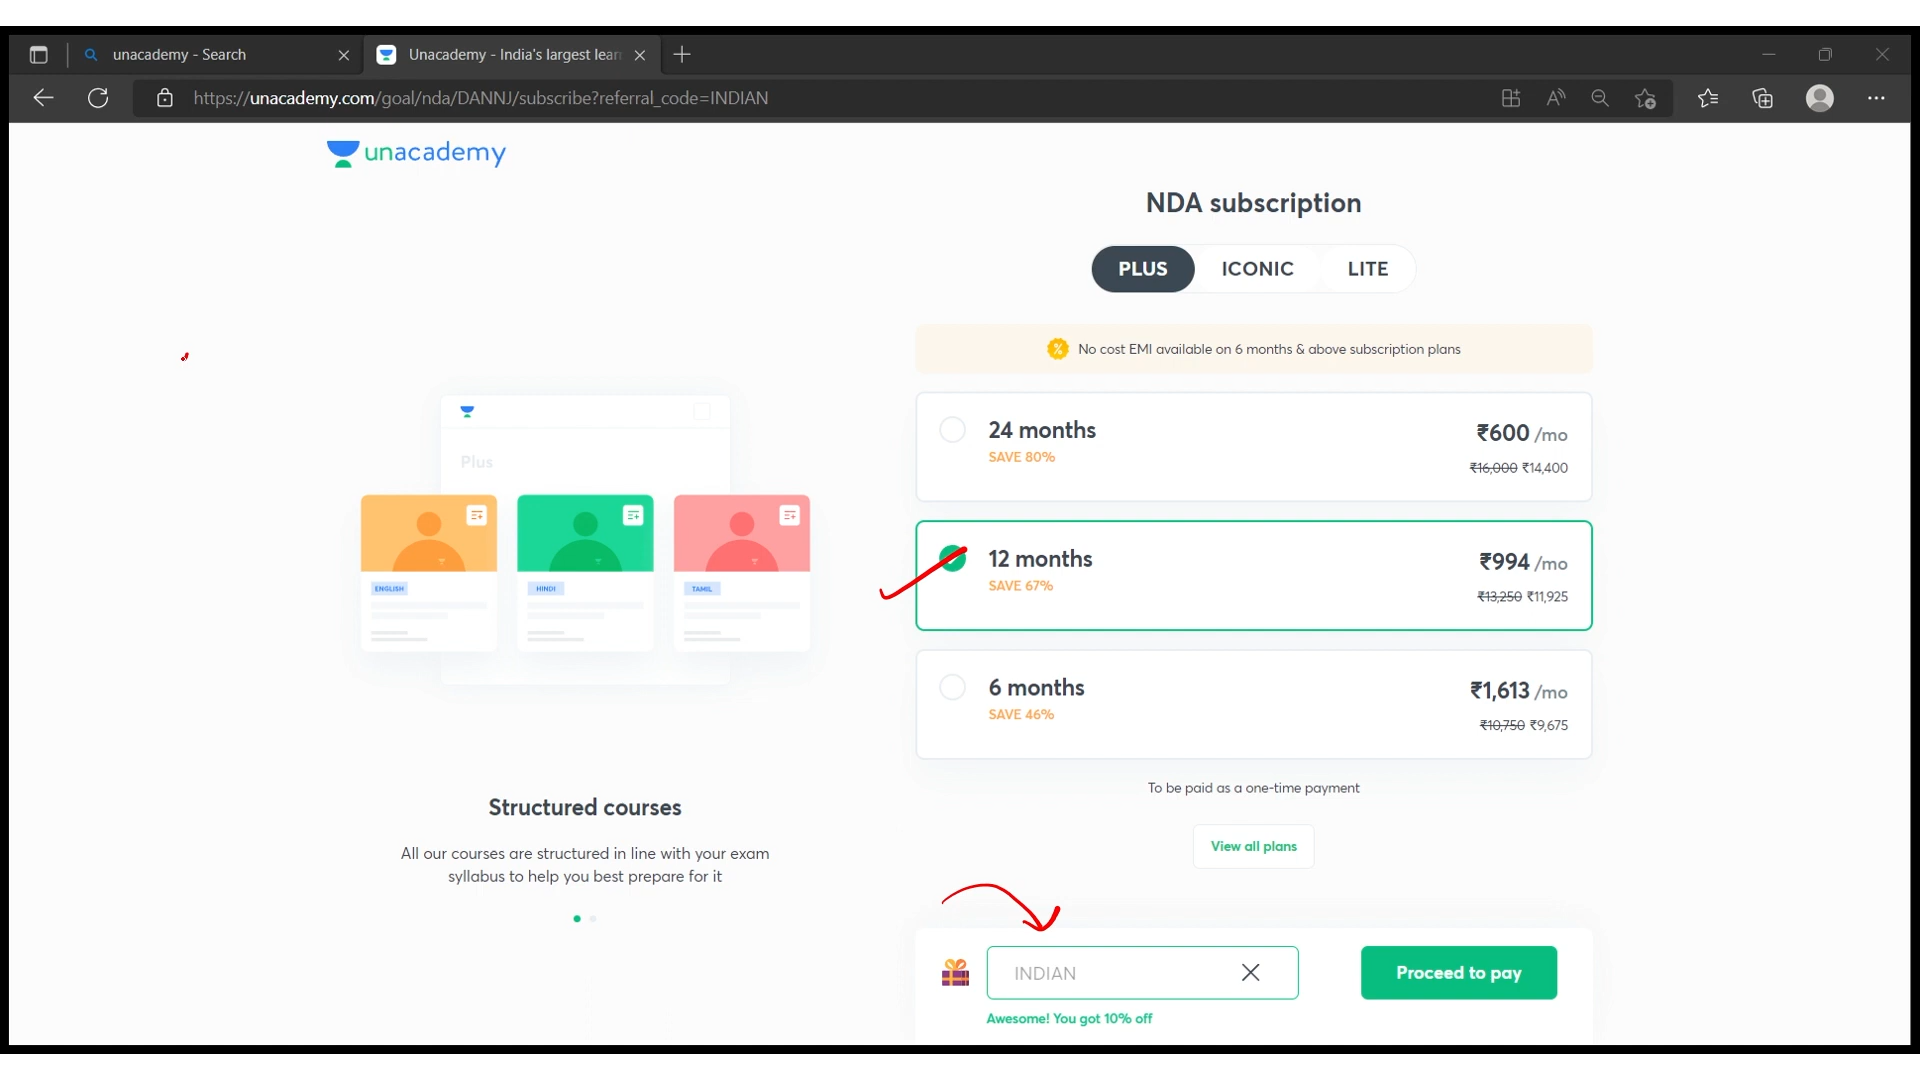 unacademy - Search
Unacademy - India's largest lear
https://unacademy.com/goal/nda/DANNJ/subscribe?referral_code=INDIAN
unacademy
NDA subscription
PLUS
ICONIC
LITE
No cost EMI available on 6 months & above subscription plans
24 months
SAVE 80%
₹600 /mo
₹16,000 ₹14,400
12 months
SAVE 67%
₹994 /mo
₹13,250 ₹11,925
6 months
SAVE 46%
₹1,613 /mo
₹10,750 ₹9,675
To be paid as a one-time payment
View all plans
Plus
ENGLISH
HINDI
TAMIL
Structured courses
All our courses are structured in line with your exam
syllabus to help you best prepare for it
INDIAN
Proceed to pay
Awesome! You got 10% off